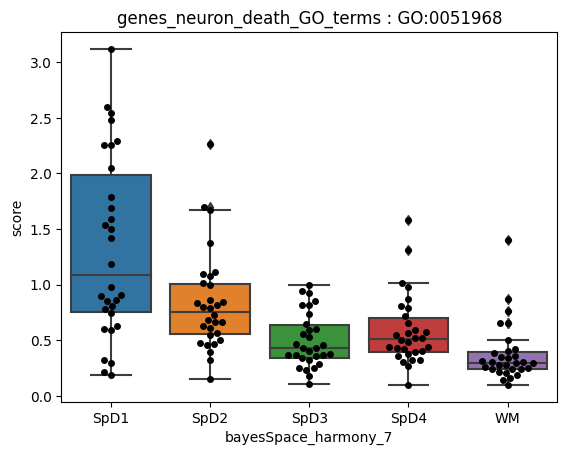 genes_neuron_death_GO_terms : GO:0051968
score
3.0
2.5
2.0
1.5
1.0
0.5
0.0
SpD1 SpD2 SpD3 SpD4 WM
bayesSpace_harmony_7